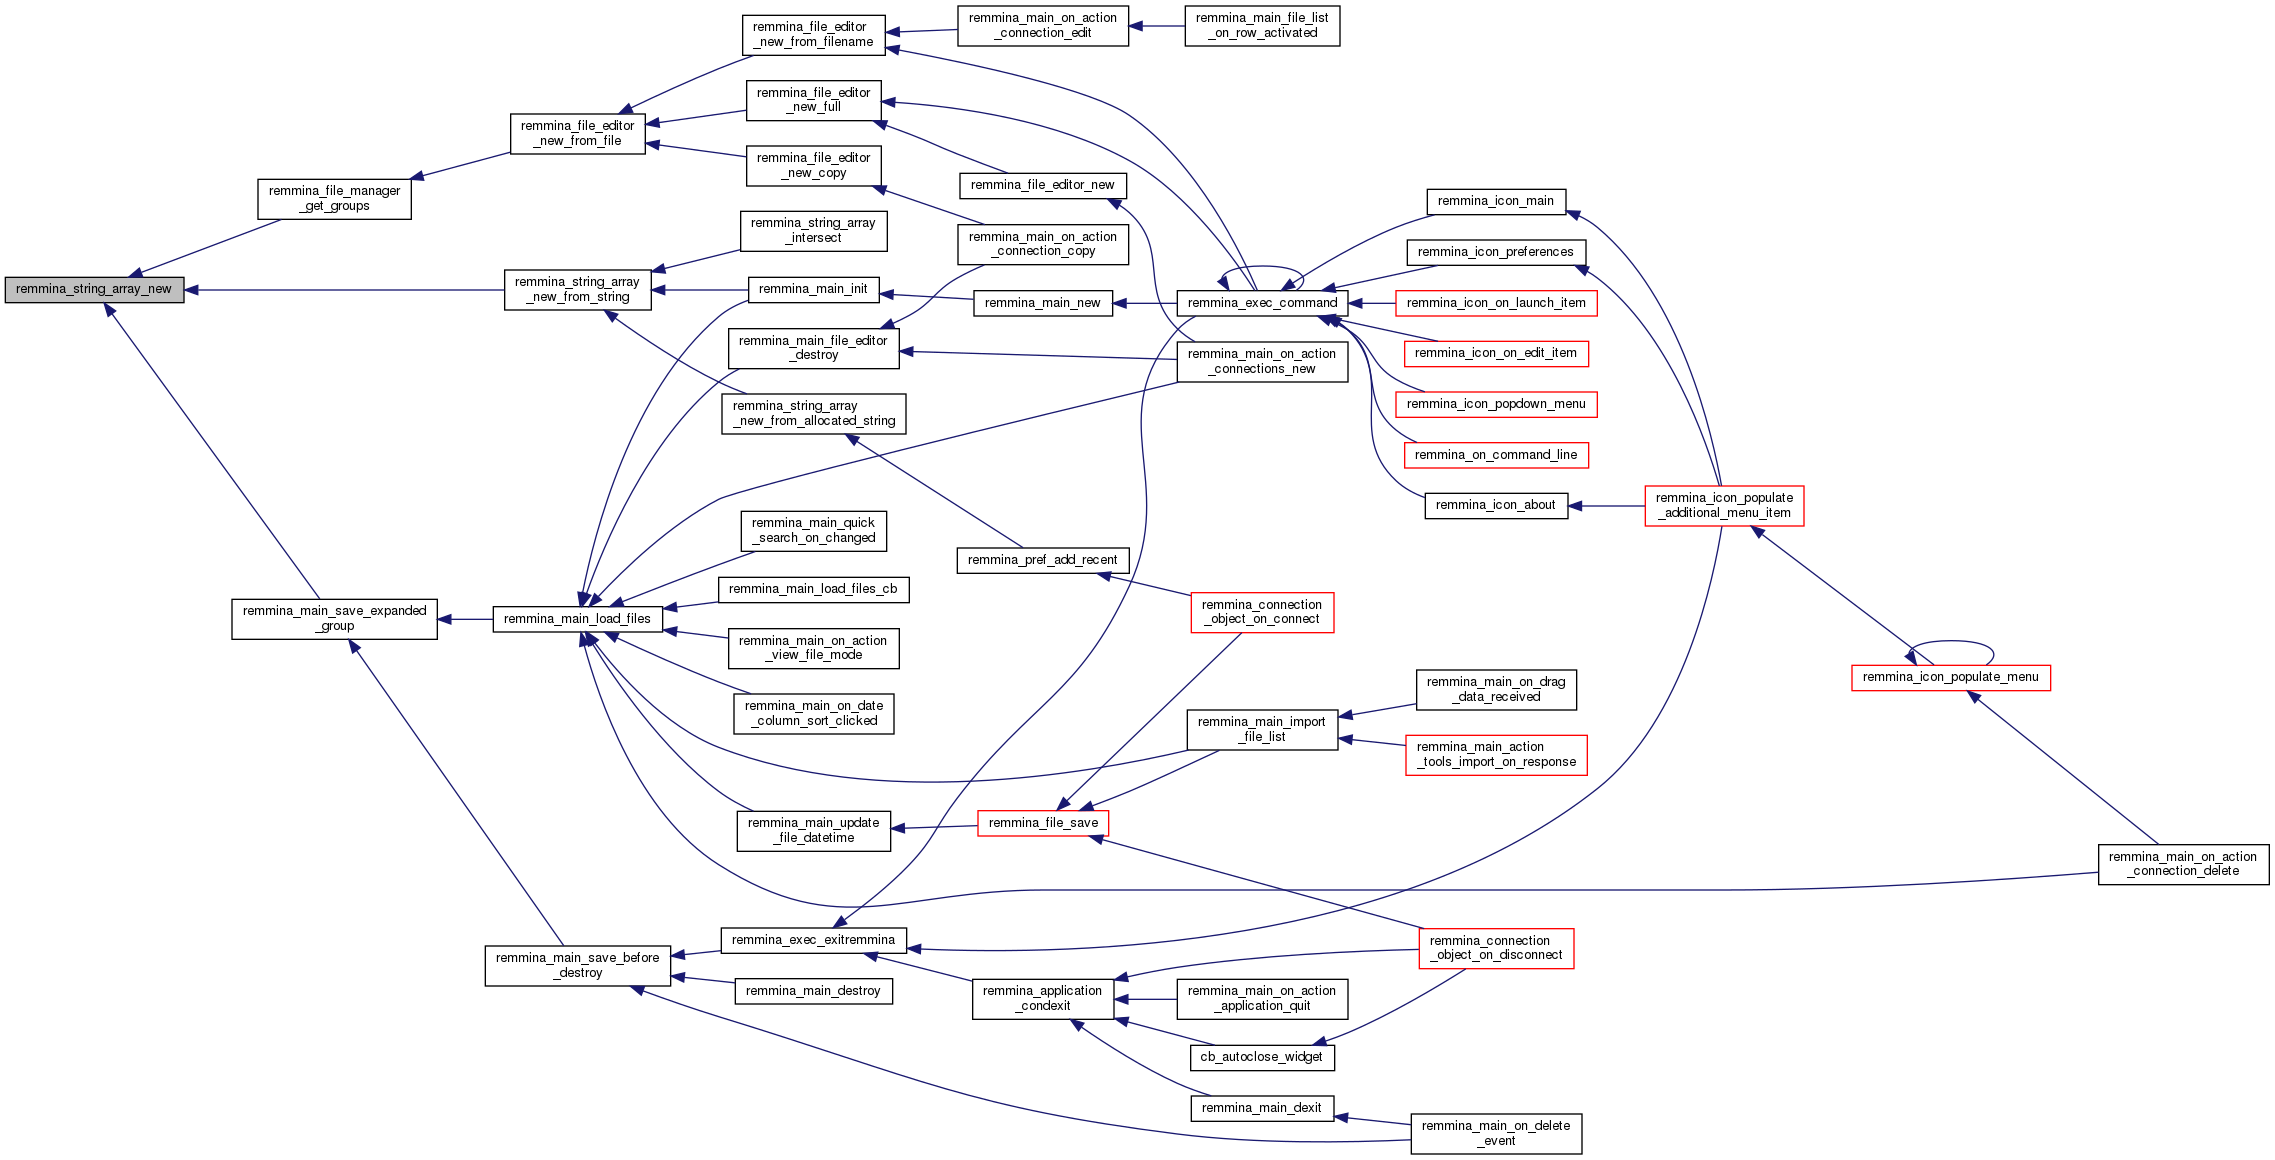 remmina_string_array_new
remmina_file_manager
_get_groups
remmina_main_save_expanded
_group
remmina_file_editor
_new_from_file
remmina_string_array
_new_from_string
remmina_main_load_files
remmina_main_save_before
_destroy
remmina_file_editor
_new_from_filename
remmina_file_editor
_new_full
remmina_file_editor
_new_copy
remmina_string_array
_intersect
remmina_main_init
remmina_main_file_editor
_destroy
remmina_string_array
_new_from_allocated_string
remmina_main_quick
_search_on_changed
remmina_main_load_files_cb
remmina_main_on_action
_view_file_mode
remmina_main_on_date
_column_sort_clicked
remmina_main_update
_file_datetime
remmina_exec_exitremmina
remmina_main_destroy
remmina_main_on_action
_connection_edit
remmina_file_editor_new
remmina_main_on_action
_connection_copy
remmina_main_new
remmina_pref_add_recent
remmina_file_save
remmina_application
_condexit
remmina_main_file_list
_on_row_activated
remmina_exec_command
remmina_main_on_action
_connections_new
remmina_connection
_object_on_connect
remmina_main_import
_file_list
remmina_main_on_action
_application_quit
cb_autoclose_widget
remmina_main_dexit
remmina_icon_main
remmina_icon_preferences
remmina_icon_on_launch_item
remmina_icon_on_edit_item
remmina_icon_popdown_menu
remmina_on_command_line
remmina_icon_about
remmina_main_on_drag
_data_received
remmina_main_action
_tools_import_on_response
remmina_connection
_object_on_disconnect
remmina_main_on_delete
_event
remmina_icon_populate
_additional_menu_item
remmina_icon_populate_menu
remmina_main_on_action
_connection_delete